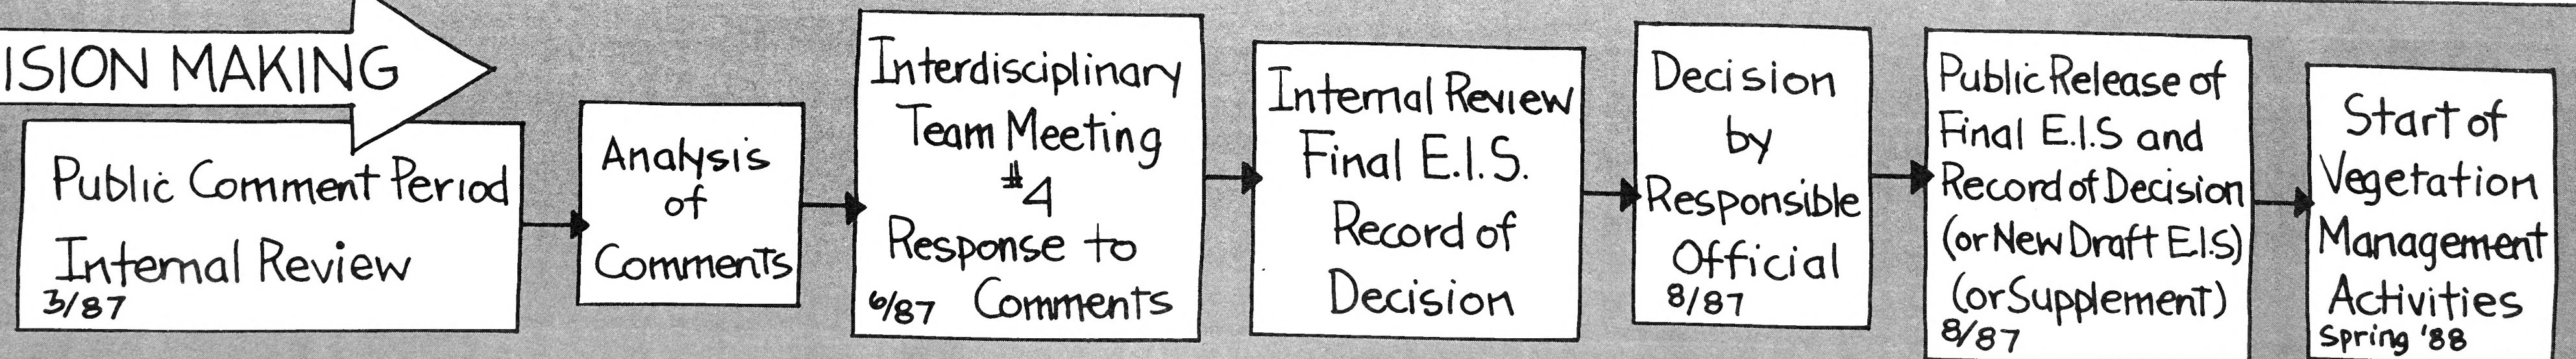 ISION MAKING
Public Comment Period
Internal Review
3/87
Analysis
of
Comments
Interdisciplinary
Team Meeting
#4
Response to
6/87 Comments
Internal Review
Final E.I.S.
Record of
Decision
Decision
by
Responsible
Official
8/87
Public Release of
Final E.I.S and
Record of Decision
(or New Draft E.I.S)
(or Supplement)
8/87
Start of
Vegetation
Management
Activities
Spring '88